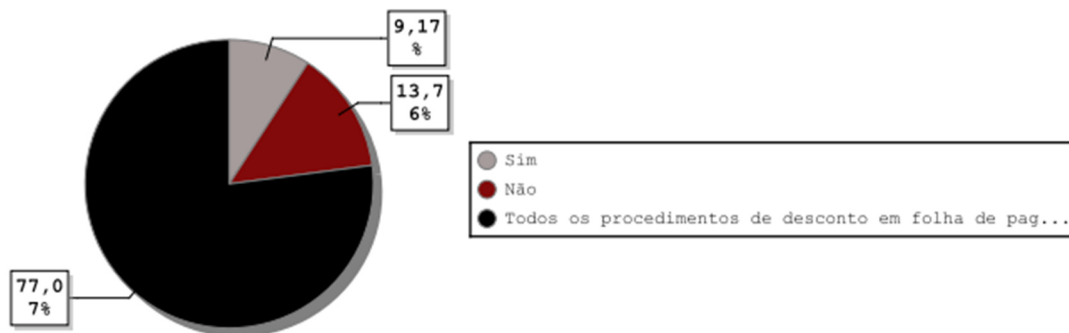 9,17
%
13,7
6%
Sim
Não
Todos os procedimentos de desconto em folha de pag...
77,0
7%